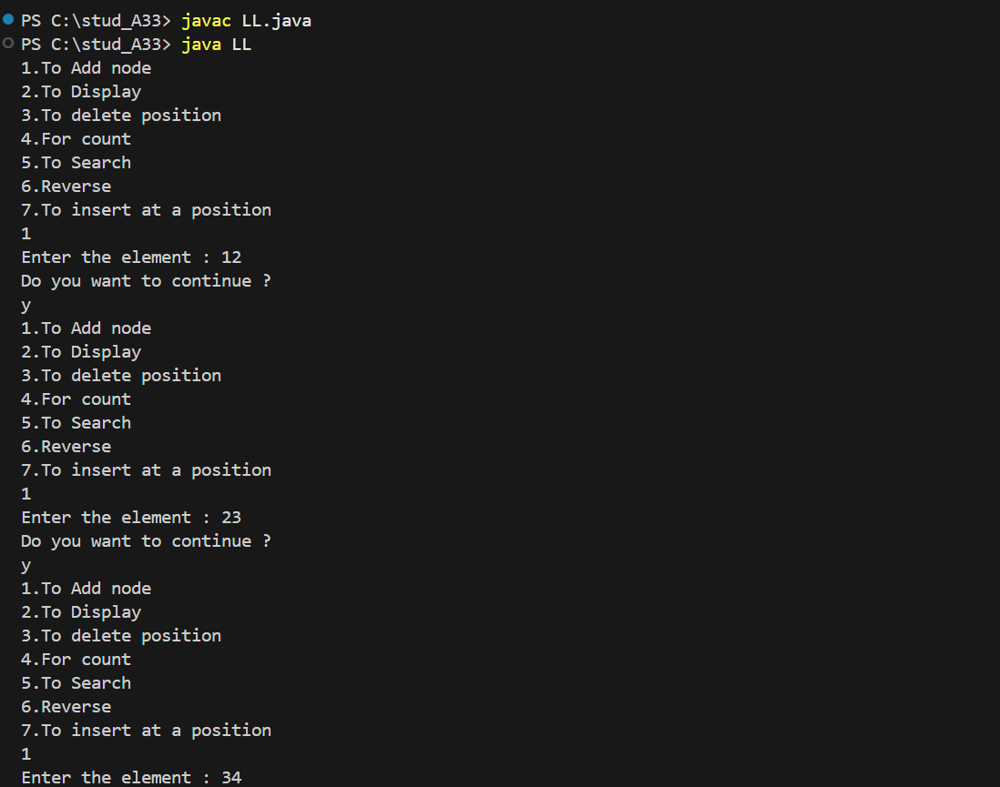 PS C:\stud_A33> javac LL.java
PS C:\stud_A33> java LL
1.To Add node
2.To Display
3.To delete position
4.For count
5.To Search
6.Reverse
7.To insert at a position
1
Enter the element : 12
Do you want to continue ?
y
1.To Add node
2.To Display
3.To delete position
4.For count
5.To Search
6.Reverse
7.To insert at a position
1
Enter the element : 23
Do you want to continue ?
y
1.To Add node
2.To Display
3.To delete position
4.For count
5.To Search
6.Reverse
7.To insert at a position
1
Enter the element : 34